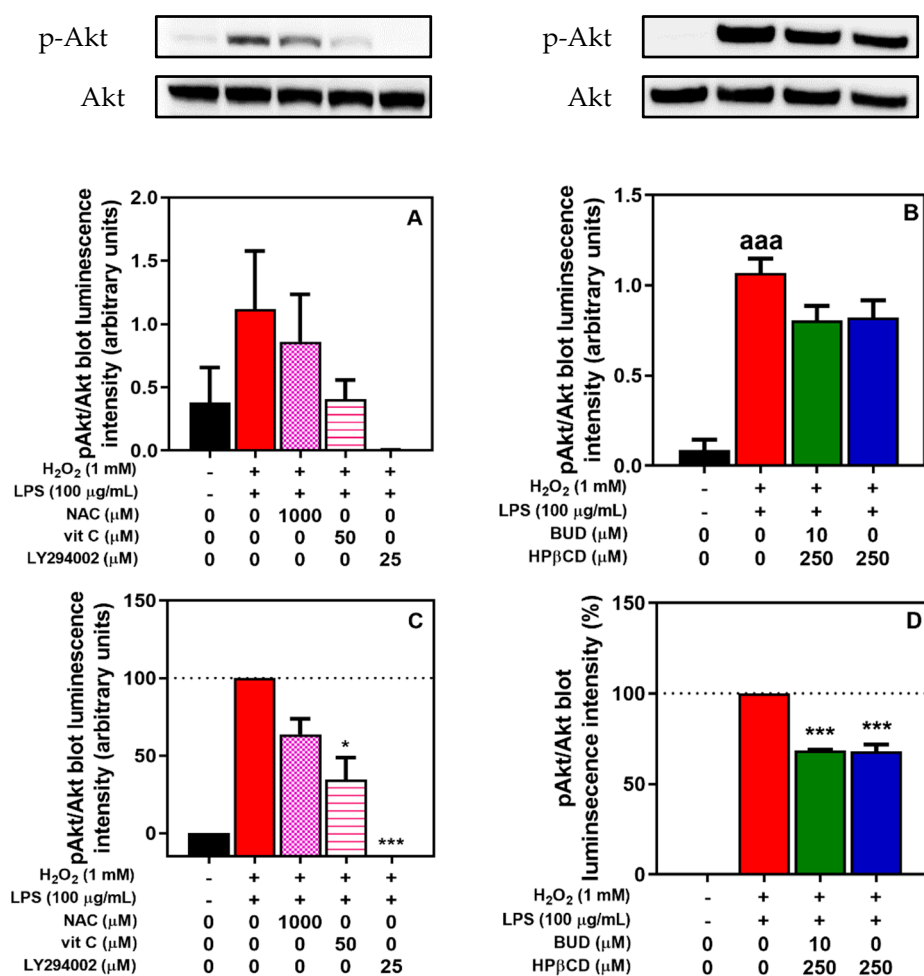 p-Akt
Akt
p-Akt
Akt
A
pAkt/Akt blot luminescence
intensity (arbitrary units)
2.0
1.5
1.0
0.5
0.0
H₂O₂ (1 mM) - + + + +
LPS (100 μg/mL) - + + + +
NAC (μM) 0 0 1000 0 0
vit C (μM) 0 0 0 50 0
LY294002 (μM) 0 0 0 0 25
B
pAkt/Akt blot luminsecence
intensity (arbitrary units)
1.5
1.0
0.5
0.0
aaa
H₂O₂ (1 mM) - + + +
LPS (100 μg/mL) - + + +
BUD (μM) 0 0 10 0
HPβCD (μM) 0 0 250 250
C
pAkt/Akt blot luminescence
intensity (arbitrary units)
150
100
50
0
*
***
H₂O₂ (1 mM) - + + + +
LPS (100 μg/mL) - + + + +
NAC (μM) 0 0 1000 0 0
vit C (μM) 0 0 0 50 0
LY294002 (μM) 0 0 0 0 25
D
pAkt/Akt blot
luminsecence intensity (%)
150
100
50
0
***
***
H₂O₂ (1 mM) - + + +
LPS (100 μg/mL) - + + +
BUD (μM) 0 0 10 0
HPβCD (μM) 0 0 250 250